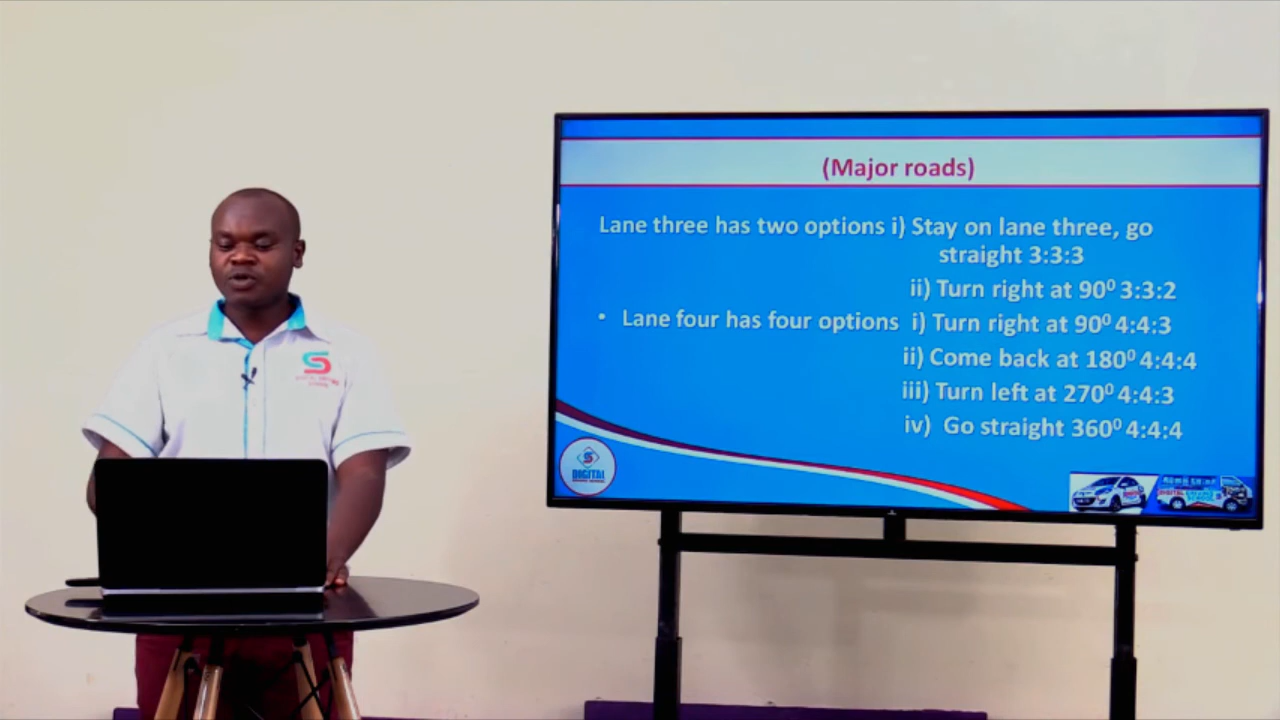 (Major roads)
Lane three has two options i) Stay on lane three, go
straight 3:3:3
ii) Turn right at 90⁰ 3:3:2
• Lane four has four options i) Turn right at 90⁰ 4:4:3
ii) Come back at 180⁰ 4:4:4
iii) Turn left at 270⁰ 4:4:3
iv) Go straight 360⁰ 4:4:4
DIGITAL